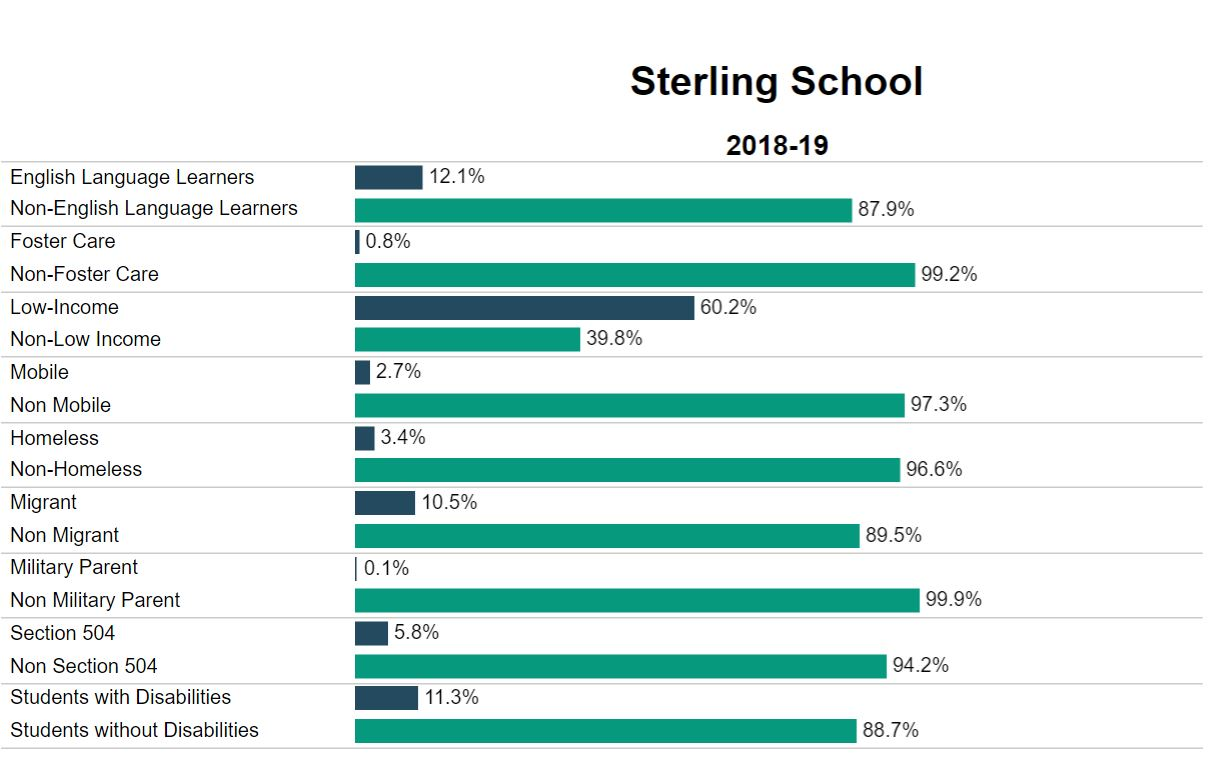 Sterling School
2018-19
English Language Learners 12.1%
Non-English Language Learners 87.9%
Foster Care 0.8%
Non-Foster Care 99.2%
Low-Income 60.2%
Non-Low Income 39.8%
Mobile 2.7%
Non Mobile 97.3%
Homeless 3.4%
Non-Homeless 96.6%
Migrant 10.5%
Non Migrant 89.5%
Military Parent 0.1%
Non Military Parent 99.9%
Section 504 5.8%
Non Section 504 94.2%
Students with Disabilities 11.3%
Students without Disabilities 88.7%